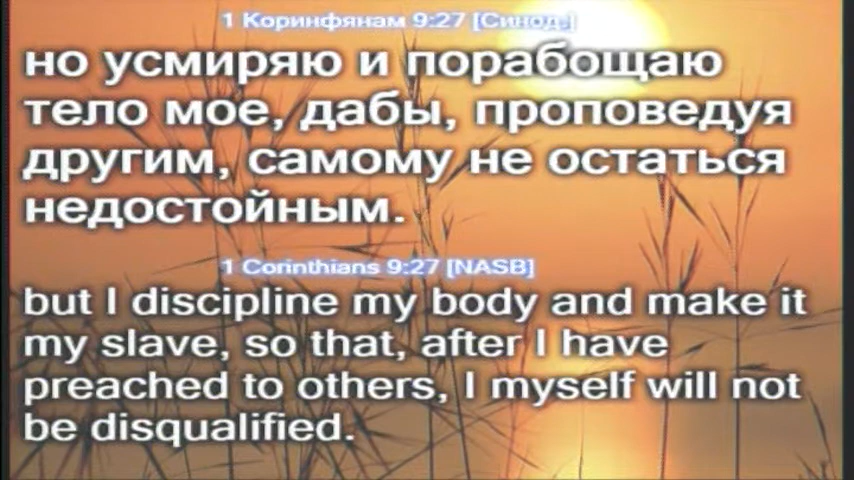 1 Коринфянам 9:27 [Синод.]
но усмиряю и порабощаю
тело мое, дабы, проповедуя
другим, самому не остаться
недостойным.
1 Corinthians 9:27 [NASB]
but I discipline my body and make it
my slave, so that, after I have
preached to others, I myself will not
be disqualified.